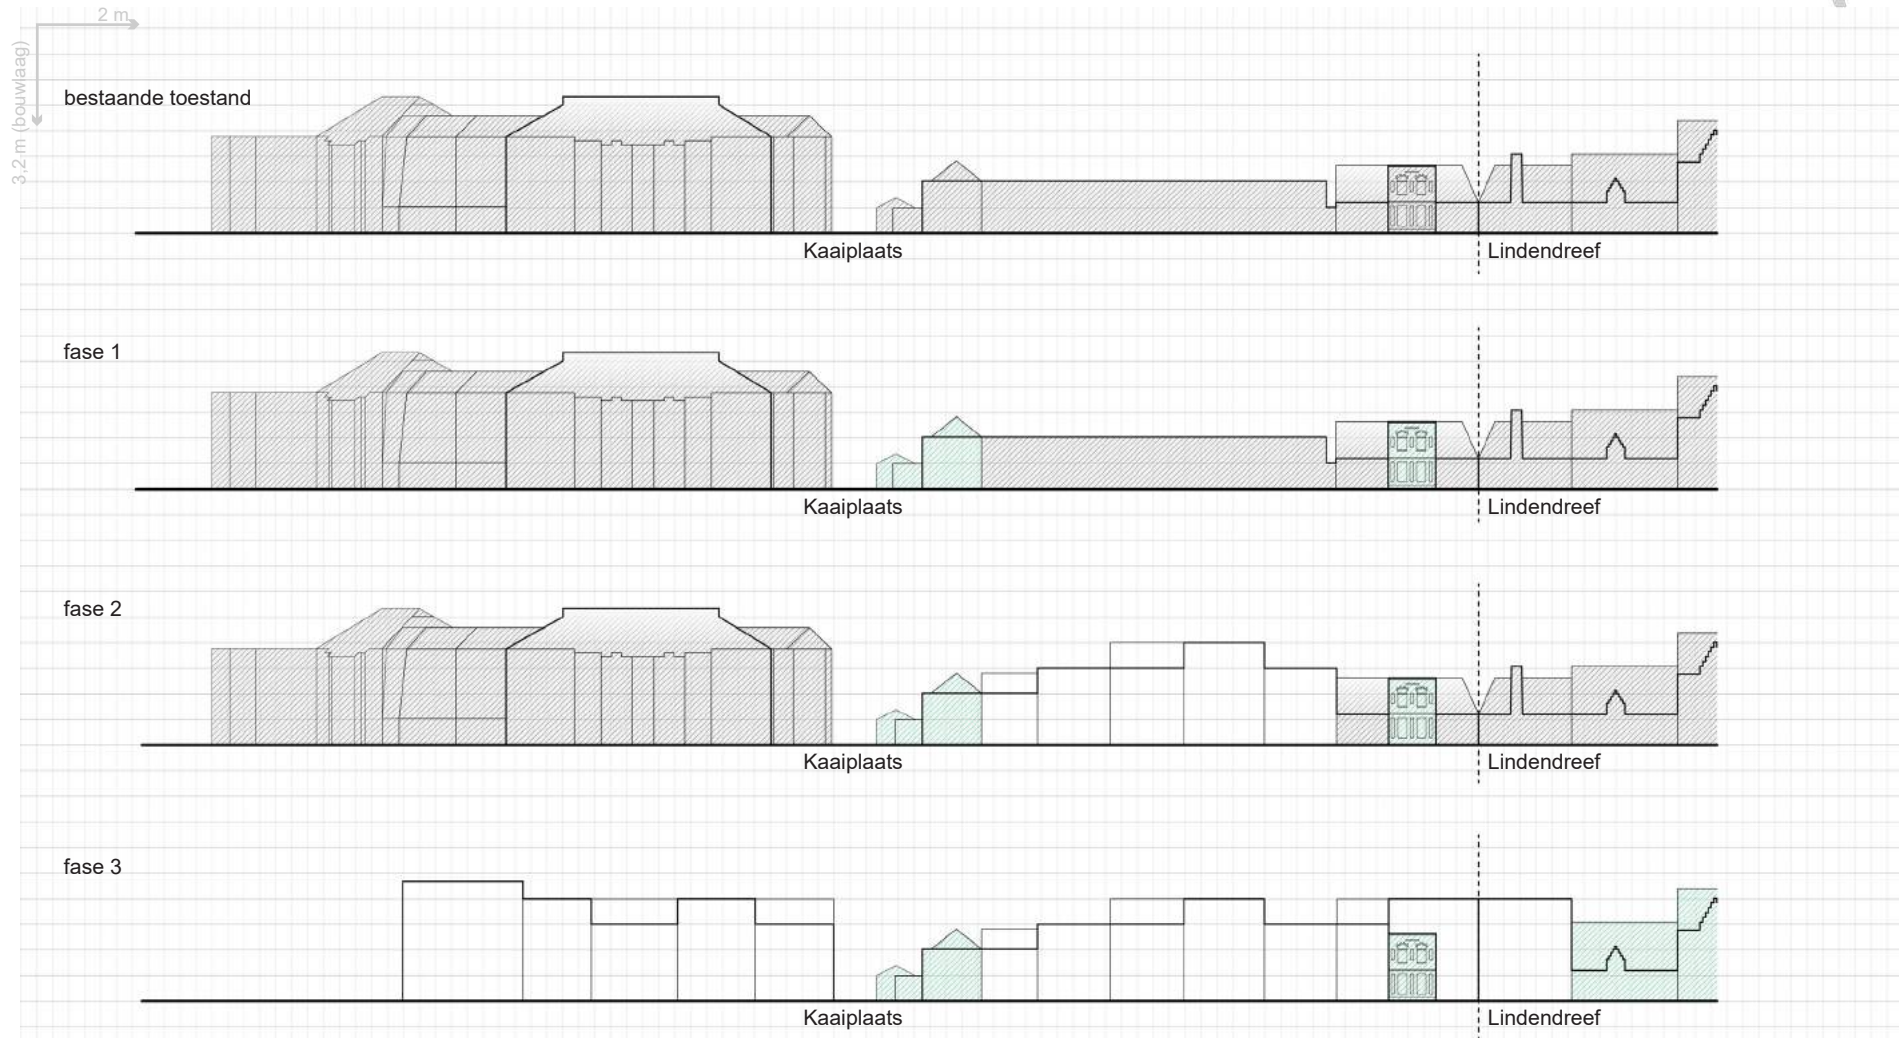 2 m
3,2 m (bouwlaag)
bestaande toestand
Kaaiplaats
Lindendreef
fase 1
Kaaiplaats
Lindendreef
fase 2
Kaaiplaats
Lindendreef
fase 3
Kaaiplaats
Lindendreef